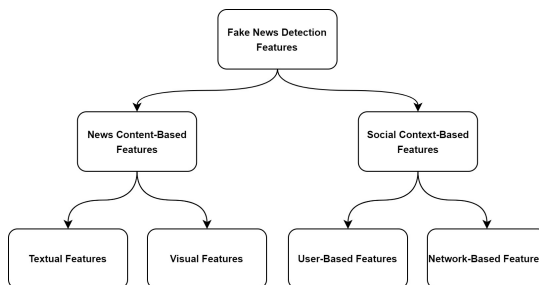 Fake News Detection
Features
News Content-Based
Features
Social Context-Based
Features
Textual Features
Visual Features
User-Based Features
Network-Based Feature